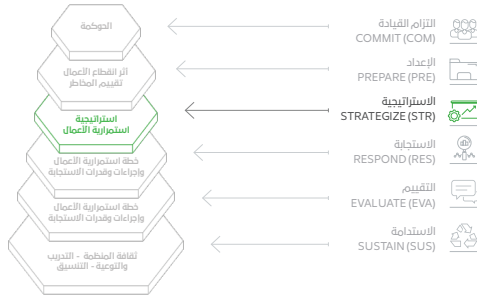 التزام القيادة
COMMIT (COM)
الحوكمة
الإعداد
PREPARE (PRE)
أثر انقطاع الأعمال
تقييم المخاطر
الاستراتيجية
STRATEGIZE (STR)
استراتيجية
استمرارية الأعمال
الاستجابة
RESPOND (RES)
خطة استمرارية الأعمال
وإجراءات وقدرات الاستجابة
التقييم
EVALUATE (EVA)
خطة استمرارية الأعمال
وإجراءات وقدرات الاستجابة
الاستدامة
SUSTAIN (SUS)
ثقافة المنظمة - التدريب
والتوعية - التنسيق